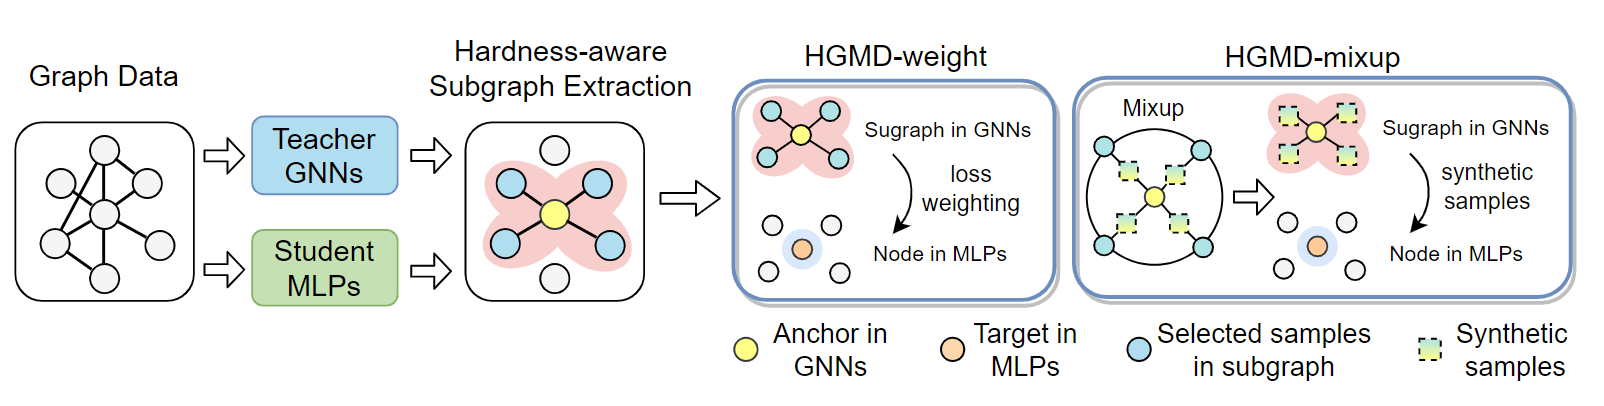 Graph Data
Teacher
GNNs
Student
MLPs
Hardness-aware
Subgraph Extraction
HGMD-weight
Sugraph in GNNs
loss
weighting
Node in MLPs
HGMD-mixup
Mixup
Sugraph in GNNs
synthetic
samples
Node in MLPs
Anchor in
GNNs
Target in
MLPs
Selected samples
in subgraph
Synthetic
samples